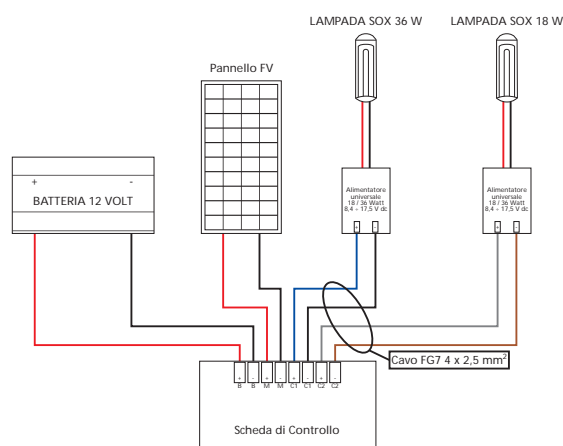 LAMPADA SOX 36 W
LAMPADA SOX 18 W
Pannello FV
+ -
BATTERIA 12 VOLT
Alimentatore
universale
18 / 36 Watt
8,4 - 17,5 V dc
+ -
Alimentatore
universale
18 / 36 Watt
8,4 - 17,5 V dc
+ -
Cavo FG7 4 x 2,5 mm²
+ - + - + - + -
B B M M C1 C1 C2 C2
Scheda di Controllo